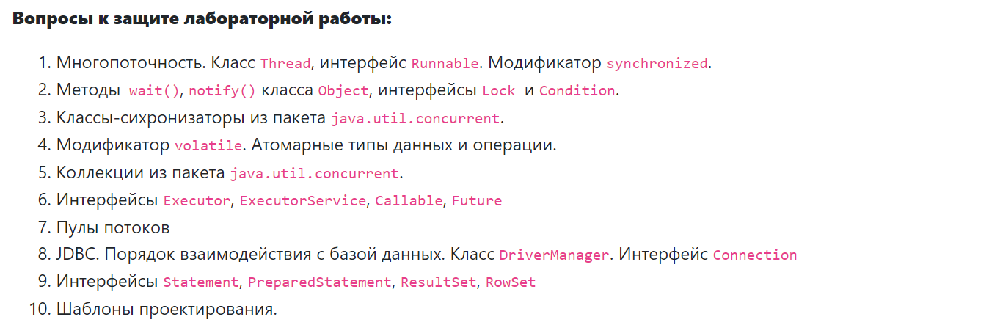 Вопросы к защите лабораторной работы:
1. Многопоточность. Класс Thread, интерфейс Runnable. Модификатор synchronized.
2. Методы wait(), notify() класса Object, интерфейсы Lock и Condition.
3. Классы-сихронизаторы из пакета java.util.concurrent.
4. Модификатор volatile. Атомарные типы данных и операции.
5. Коллекции из пакета java.util.concurrent.
6. Интерфейсы Executor, ExecutorService, Callable, Future
7. Пулы потоков
8. JDBC. Порядок взаимодействия с базой данных. Класс DriverManager. Интерфейс Connection
9. Интерфейсы Statement, PreparedStatement, ResultSet, RowSet
10. Шаблоны проектирования.